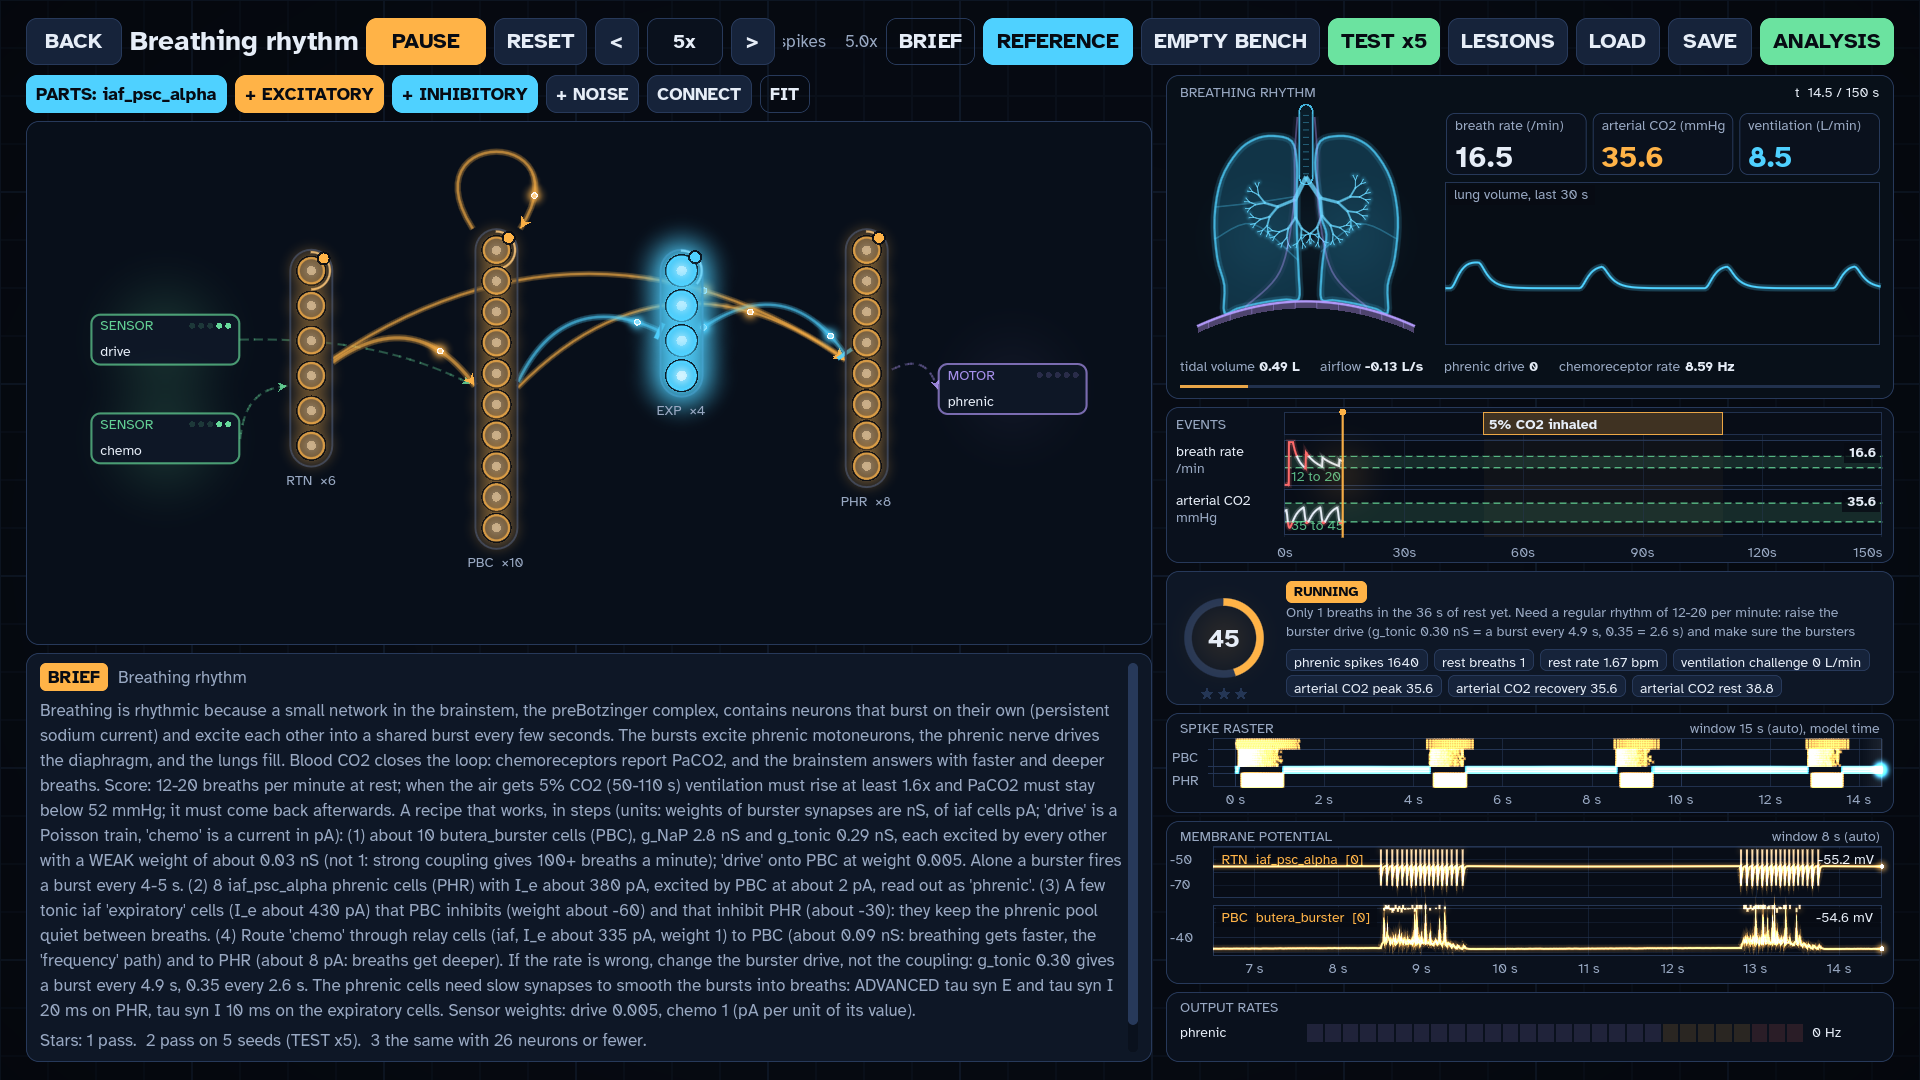 BACK
Breathing rhythm
PAUSE
RESET
<
5x
>
spikes
5.0x
BRIEF
REFERENCE
EMPTY BENCH
TEST x5
LESIONS
LOAD
SAVE
ANALYSIS
PARTS: iaf_psc_alpha
+ EXCITATORY
+ INHIBITORY
+ NOISE
CONNECT
FIT
SENSOR
drive
SENSOR
chemo
RTN ×6
PBC ×10
EXP ×4
PHR ×8
MOTOR
phrenic
BRIEF Breathing rhythm
Breathing is rhythmic because a small network in the brainstem, the preBotzinger complex, contains neurons that burst on their own (persistent
sodium current) and excite each other into a shared burst every few seconds. The bursts excite phrenic motoneurons, the phrenic nerve drives
the diaphragm, and the lungs fill. Blood CO2 closes the loop: chemoreceptors report PaCO2, and the brainstem answers with faster and deeper
breaths. Score: 12-20 breaths per minute at rest; when the air gets 5% CO2 (50-110 s) ventilation must rise at least 1.6x and PaCO2 must stay
below 52 mmHg; it must come back afterwards. A recipe that works, in steps (units: weights of burster synapses are nS, of iaf cells pA; 'drive' is a
Poisson train, 'chemo' is a current in pA): (1) about 10 butera_burster cells (PBC), g_NaP 2.8 nS and g_tonic 0.29 nS, each excited by every other
with a WEAK weight of about 0.03 nS (not 1: strong coupling gives 100+ breaths a minute); 'drive' onto PBC at weight 0.005. Alone a burster fires
a burst every 4-5 s. (2) 8 iaf_psc_alpha phrenic cells (PHR) with I_e about 380 pA, excited by PBC at about 2 pA, read out as 'phrenic'. (3) A few
tonic iaf 'expiratory' cells (I_e about 430 pA) that PBC inhibits (weight about -60) and that inhibit PHR (about -30): they keep the phrenic pool
quiet between breaths. (4) Route 'chemo' through relay cells (iaf, I_e about 335 pA, weight 1) to PBC (about 0.09 nS: breathing gets faster, the
'frequency' path) and to PHR (about 8 pA: breaths get deeper). If the rate is wrong, change the burster drive, not the coupling: g_tonic 0.30 gives
a burst every 4.9 s, 0.35 every 2.6 s. The phrenic cells need slow synapses to smooth the bursts into breaths: ADVANCED tau syn E and tau syn I
20 ms on PHR, tau syn I 10 ms on the expiratory cells. Sensor weights: drive 0.005, chemo 1 (pA per unit of its value).
Stars: 1 pass. 2 pass on 5 seeds (TEST x5). 3 the same with 26 neurons or fewer.
BREATHING RHYTHM
t 14.5 / 150 s
breath rate (/min)
16.5
arterial CO2 (mmHg
35.6
ventilation (L/min)
8.5
lung volume, last 30 s
tidal volume 0.49 L airflow -0.13 L/s phrenic drive 0 chemoreceptor rate 8.59 Hz
EVENTS
5% CO2 inhaled
breath rate
/min
12 to 20
16.6
arterial CO2
mmHg
35 to 45
35.6
0s 30s 60s 90s 120s 150s
45
RUNNING
Only 1 breaths in the 36 s of rest yet. Need a regular rhythm of 12-20 per minute: raise the
burster drive (g_tonic 0.30 nS = a burst every 4.9 s, 0.35 = 2.6 s) and make sure the bursters
phrenic spikes 1640 rest breaths 1 rest rate 1.67 bpm ventilation challenge 0 L/min
arterial CO2 peak 35.6 arterial CO2 recovery 35.6 arterial CO2 rest 38.8
SPIKE RASTER
window 15 s (auto), model time
PBC
PHR
0 s 2 s 4 s 6 s 8 s 10 s 12 s 14 s
MEMBRANE POTENTIAL
window 8 s (auto)
-50
RTN iaf_psc_alpha [0]
-55.2 mV
-70
PBC butera_burster [0]
-54.6 mV
-40
7 s 8 s 9 s 10 s 11 s 12 s 13 s 14 s
OUTPUT RATES
phrenic
0 Hz